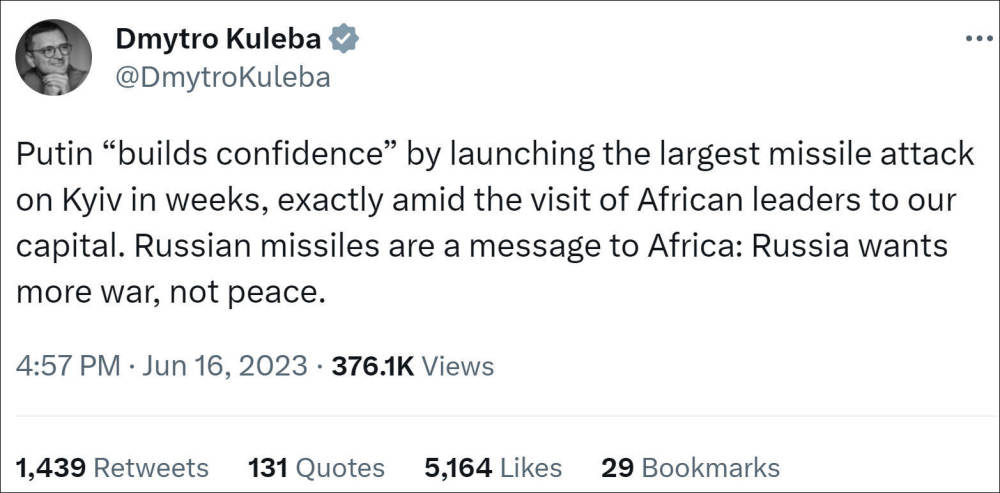 Dmytro Kuleba
@DmytroKuleba
Putin “builds confidence” by launching the largest missile attack
on Kyiv in weeks, exactly amid the visit of African leaders to our
capital. Russian missiles are a message to Africa: Russia wants
more war, not peace.
4:57 PM · Jun 16, 2023 · 376.1K Views
1,439 Retweets 131 Quotes 5,164 Likes 29 Bookmarks